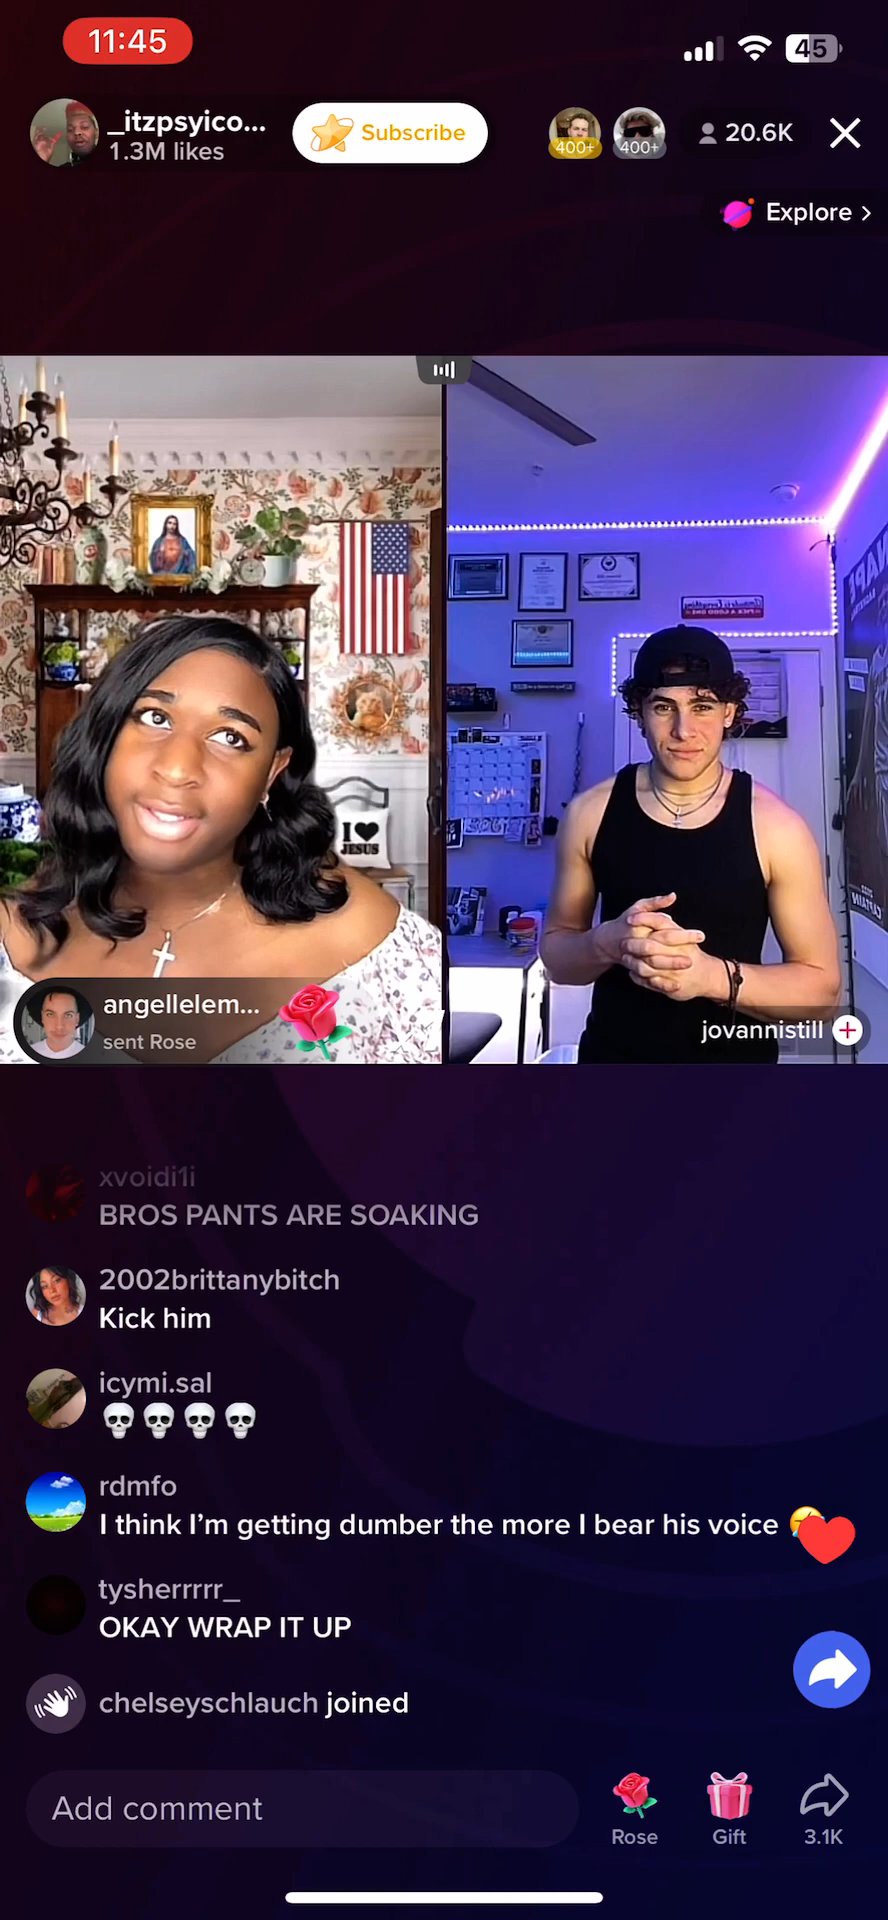 11:45
45
_itzpsyico...
1.3M likes
Subscribe
400+
400+
20.6K
Explore >
I ❤
JESUS
angellelem...
sent Rose
jovannistill
xvoidi1i
BROS PANTS ARE SOAKING
2002brittanybitch
Kick him
icymi.sal
💀💀💀💀
rdmfo
I think I'm getting dumber the more I bear his voice
tysherrrrr_
OKAY WRAP IT UP
chelseyschlauch joined
Add comment
Rose
Gift
3.1K